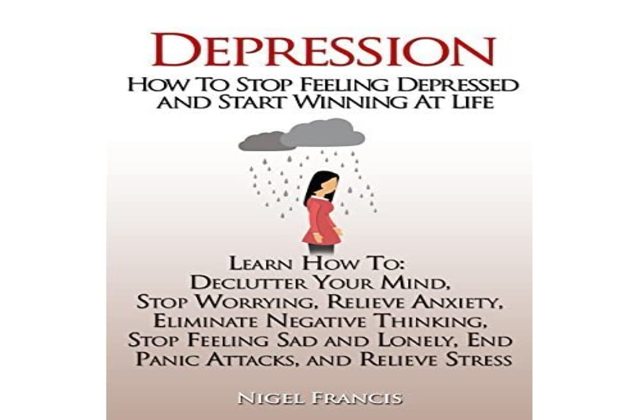 DEPRESSION
HOW TO STOP FEELING DEPRESSED
AND START WINNING AT LIFE
LEARN HOW TO:
DECLUTTER YOUR MIND,
STOP WORRYING, RELIEVE ANXIETY,
ELIMINATE NEGATIVE THINKING,
STOP FEELING SAD AND LONELY, END
PANIC ATTACKS, AND RELIEVE STRESS
NIGEL FRANCIS